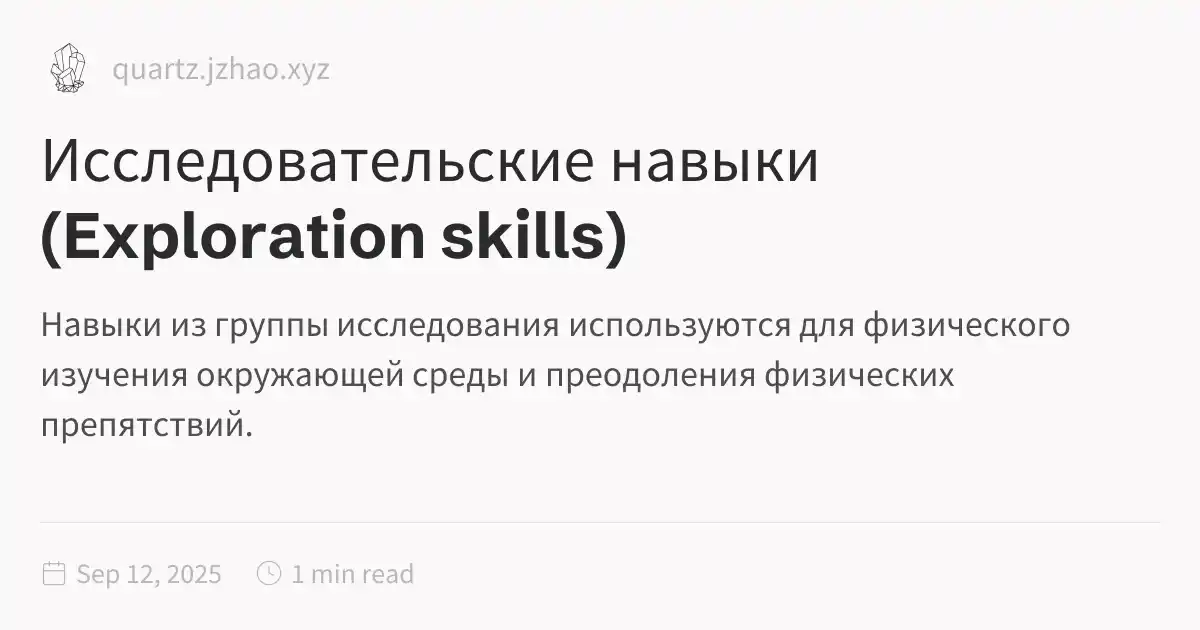 quartz.jzhao.xyz
Исследовательские навыки
(Exploration skills)
Навыки из группы исследования используются для физического
изучения окружающей среды и преодоления физических
препятствий.
Sep 12, 2025 1 min read